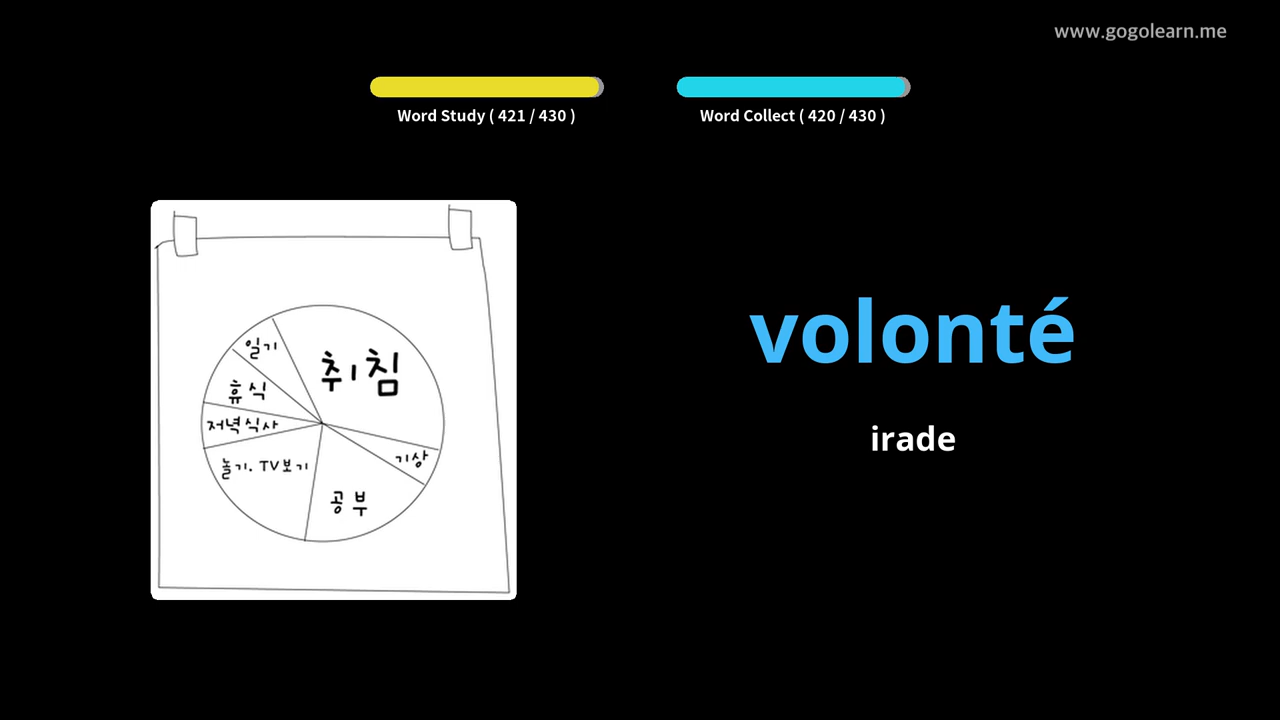 www.gogolearn.me
Word Study ( 421 / 430 )
Word Collect ( 420 / 430 )
일기
취침
휴식
저녁식사
놀기. TV보기
기상
공부
volonté
irade